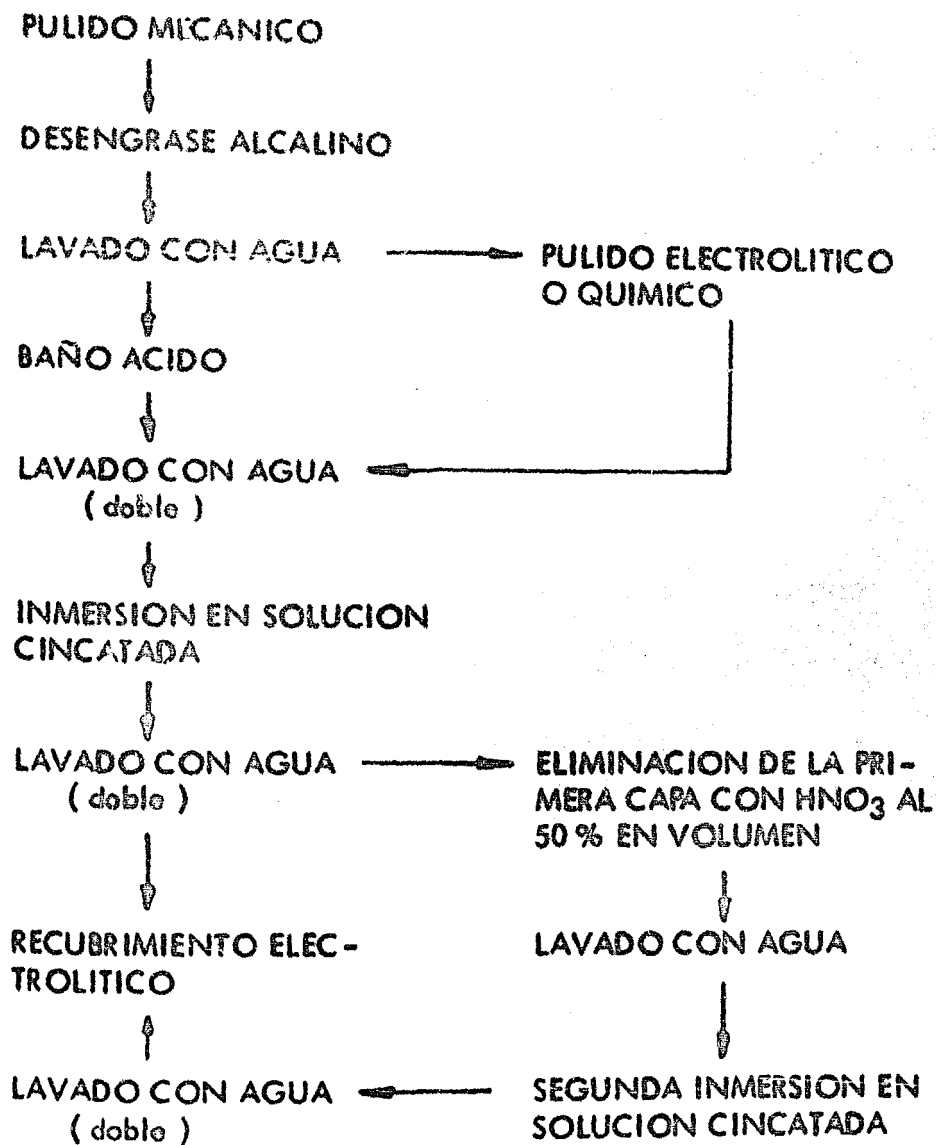 PULIDO MECANICO
DESENGRASE ALCALINO
LAVADO CON AGUA
PULIDO ELECTROLITICO
O QUIMICO
BAÑO ACIDO
LAVADO CON AGUA
( doble )
INMERSION EN SOLUCION
CINCATADA
LAVADO CON AGUA
( doble )
ELIMINACION DE LA PRI-
MERA CAPA CON HNO3 AL
50 % EN VOLUMEN
RECUBRIMIENTO ELEC-
TROLITICO
LAVADO CON AGUA
LAVADO CON AGUA
( doble )
SEGUNDA INMERSION EN
SOLUCION CINCATADA